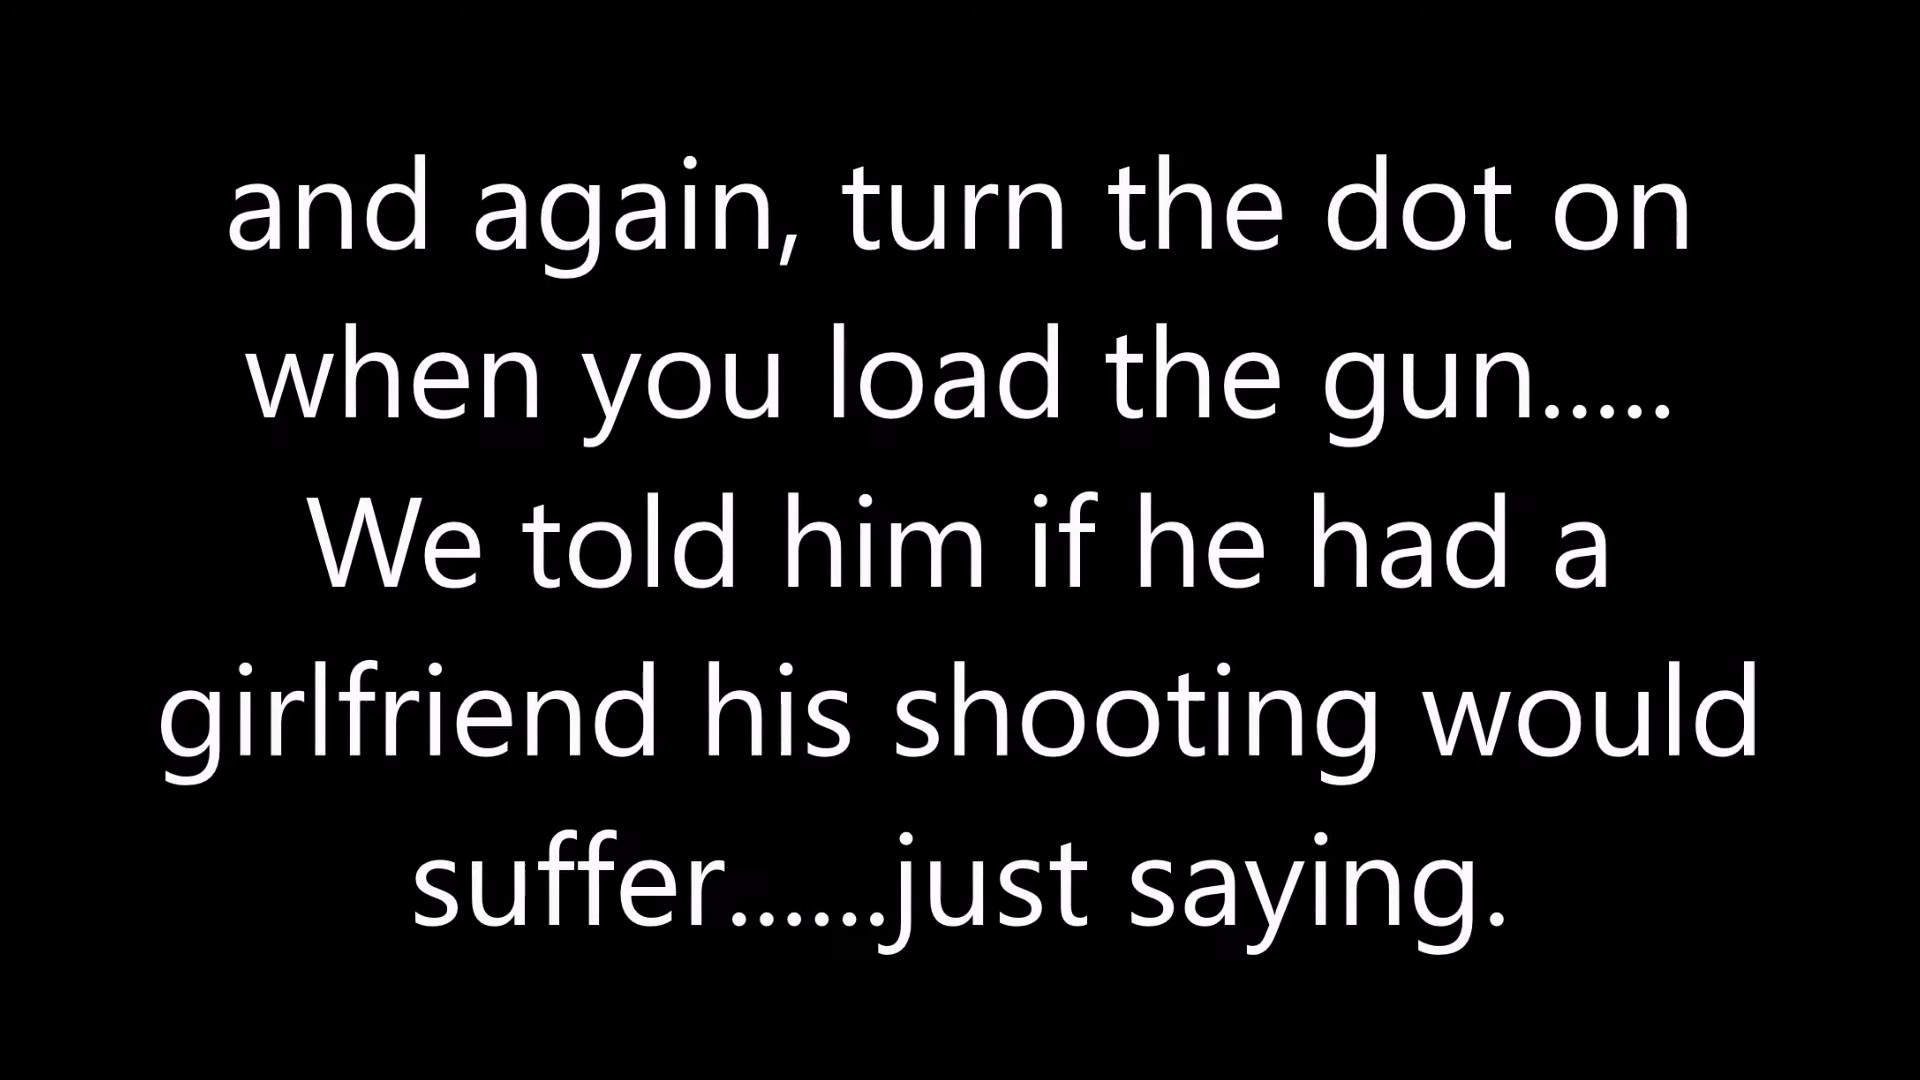 and again, turn the dot on
when you load the gun.....
We told him if he had a
girlfriend his shooting would
suffer......just saying.